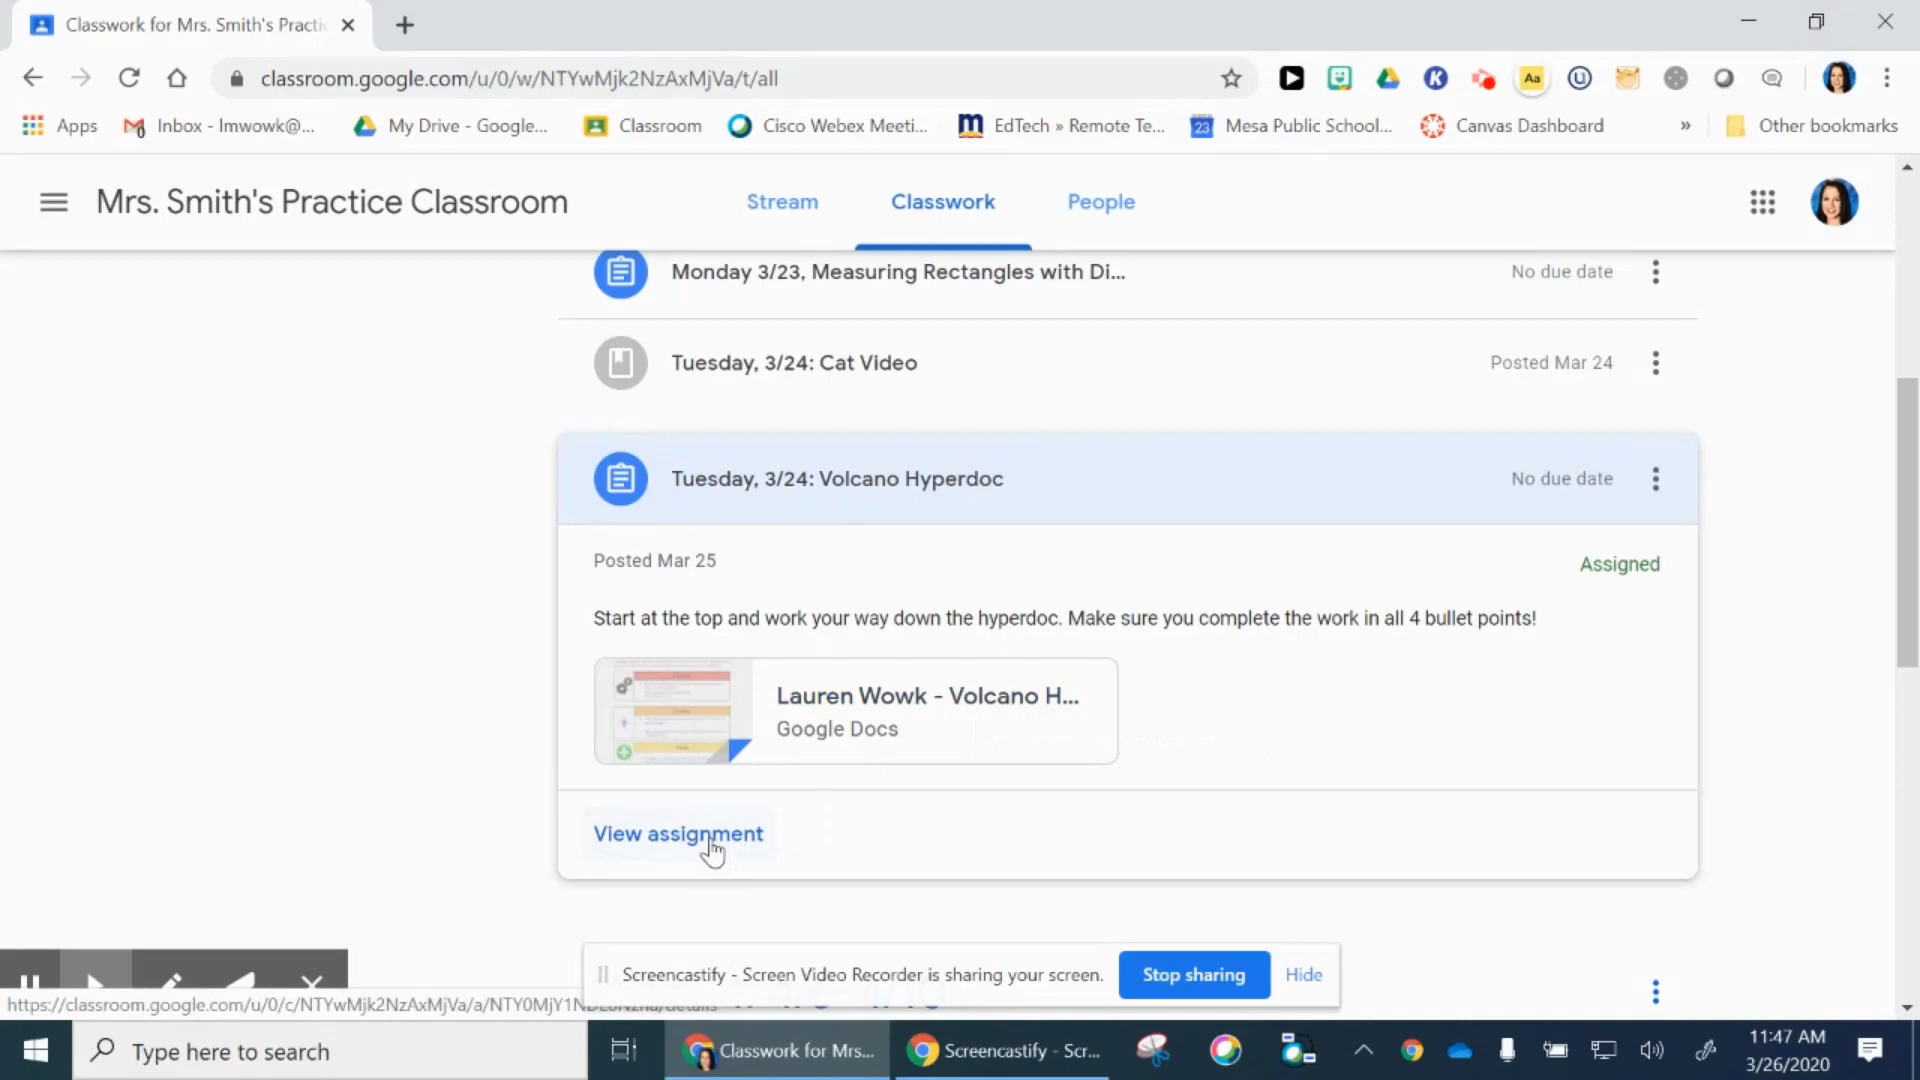 Classwork for Mrs. Smith's Practi
classroom.google.com/u/0/w/NTYwMjk2NzAxMjVa/t/all
Aa
Apps
Inbox - lmwowk@...
My Drive - Google...
Classroom
Cisco Webex Meeti...
EdTech » Remote Te...
23
Mesa Public School...
Canvas Dashboard
»
Other bookmarks
Mrs. Smith's Practice Classroom
Stream
Classwork
People
Monday 3/23, Measuring Rectangles with Di...
No due date
Tuesday, 3/24: Cat Video
Posted Mar 24
Tuesday, 3/24: Volcano Hyperdoc
No due date
Posted Mar 25
Assigned
Start at the top and work your way down the hyperdoc. Make sure you complete the work in all 4 bullet points!
Lauren Wowk - Volcano H...
Google Docs
View assignment
Screencastify - Screen Video Recorder is sharing your screen.
Stop sharing
Hide
Type here to search
Classwork for Mrs...
Screencastify - Scr...
11:47 AM
3/26/2020